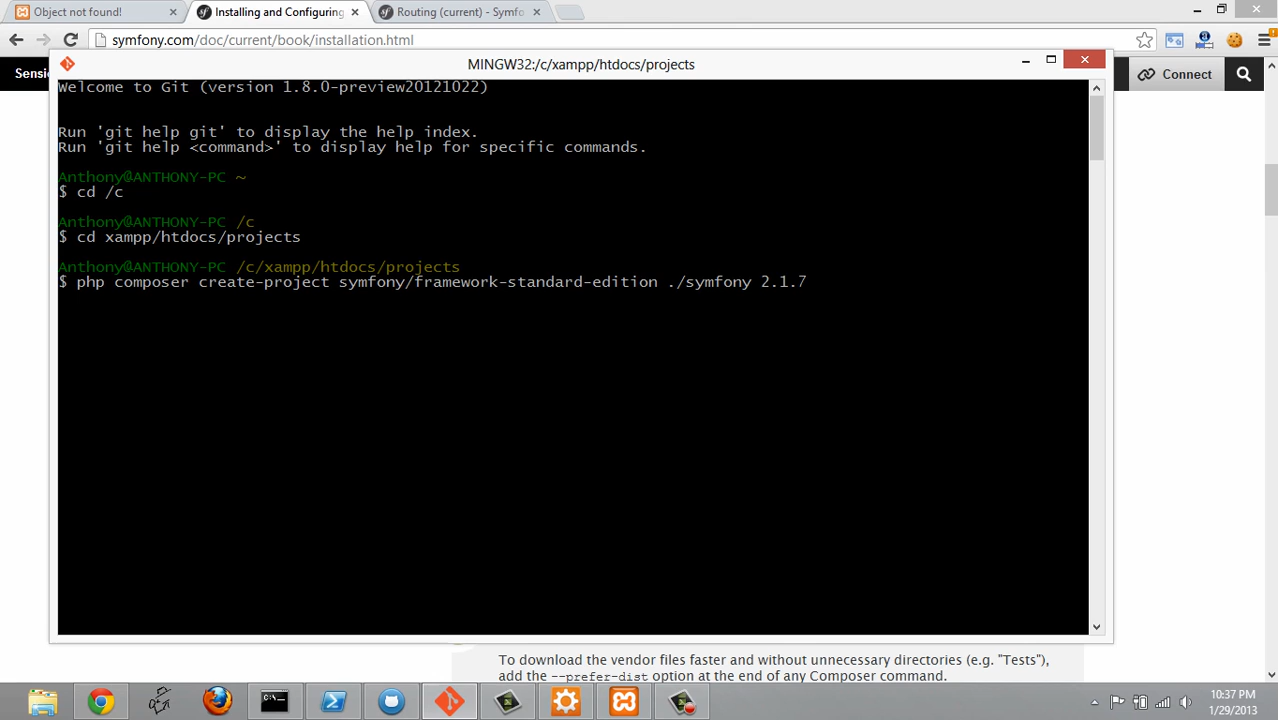 Object not found!
Installing and Configuring
Routing (current) - Symfo
symfony.com/doc/current/book/installation.html
MINGW32:/c/xampp/htdocs/projects
Sensi
Connect
Welcome to Git (version 1.8.0-preview20121022)
Run 'git help git' to display the help index.
Run 'git help <command>' to display help for specific commands.
Anthony@ANTHONY-PC ~
$ cd /c
Anthony@ANTHONY-PC /c
$ cd xampp/htdocs/projects
Anthony@ANTHONY-PC /c/xampp/htdocs/projects
$ php composer create-project symfony/framework-standard-edition ./symfony 2.1.7
To download the vendor files faster and without unnecessary directories (e.g. "Tests"),
add the --prefer-dist option at the end of any Composer command.
10:37 PM
1/29/2013